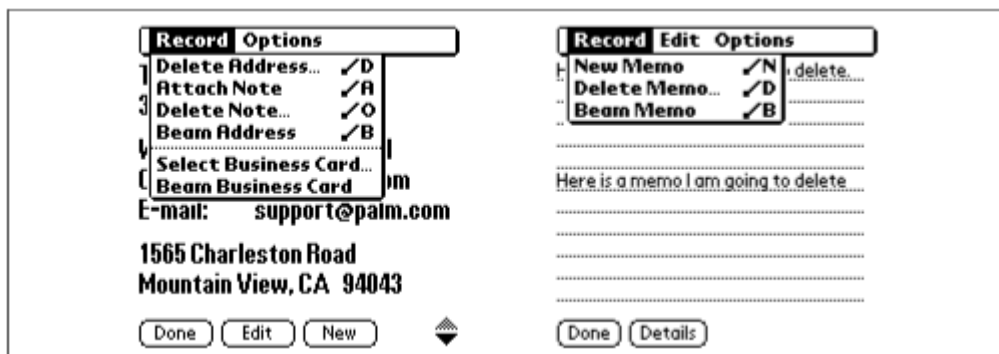 Record Options
Delete Address... ⁄D
Attach Note ⁄A
Delete Note... ⁄O
Beam Address ⁄B
Select Business Card...
Beam Business Card
om
E-mail: support@palm.com
1565 Charleston Road
Mountain View, CA 94043
Done Edit New
Record Edit Options
New Memo ⁄N
Delete Memo... ⁄D
Beam Memo ⁄B
delete.
Here is a memo I am going to delete
Done Details